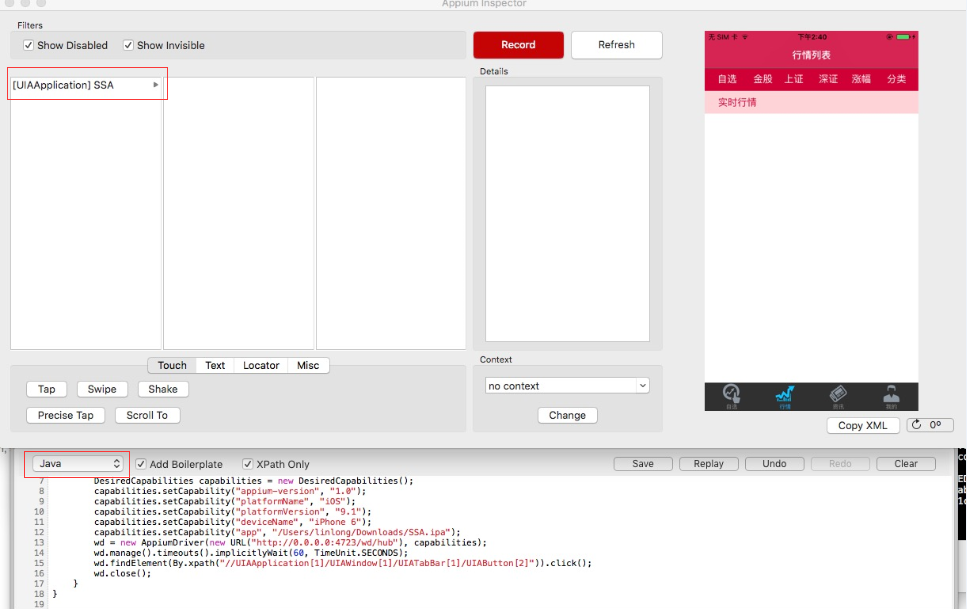 Appium Inspector
Filters
Show Disabled
Show Invisible
Record
Refresh
[UIAApplication] SSA
Details
Touch
Text
Locator
Misc
Tap
Swipe
Shake
Precise Tap
Scroll To
Context
no context
Change
无 SIM 卡
下午2:40
行情列表
自选 金股 上证 深证 涨幅 分类
实时行情
自选 行情 我的
Copy XML
0°
Java
Add Boilerplate
XPath Only
Save
Replay
Undo
Redo
Clear
7 DesiredCapabilities capabilities = new DesiredCapabilities();
8 capabilities.setCapability("appium-version", "1.0");
9 capabilities.setCapability("platformName", "iOS");
10 capabilities.setCapability("platformVersion", "9.1");
11 capabilities.setCapability("deviceName", "iPhone 6");
12 capabilities.setCapability("app", "/Users/linlong/Downloads/SSA.ipa");
13 wd = new AppiumDriver(new URL("http://0.0.0.0:4723/wd/hub"), capabilities);
14 wd.manage().timeouts().implicitlyWait(60, TimeUnit.SECONDS);
15 wd.findElement(By.xpath("//UIAApplication[1]/UIAWindow[1]/UIATabBar[1]/UIAButton[2]")).click();
16 wd.close();
17 }
18 }
19